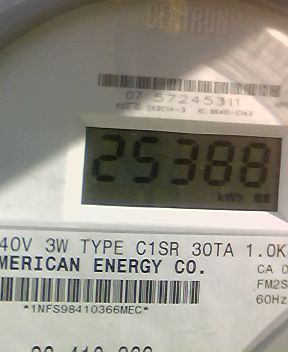 CENTRON
07 57245311
25388
kWh
40V 3W TYPE C1SR 30TA 1.0K
MERICAN ENERGY CO.
CA 0
FM2S
60Hz
*1NFS98410366MEC*